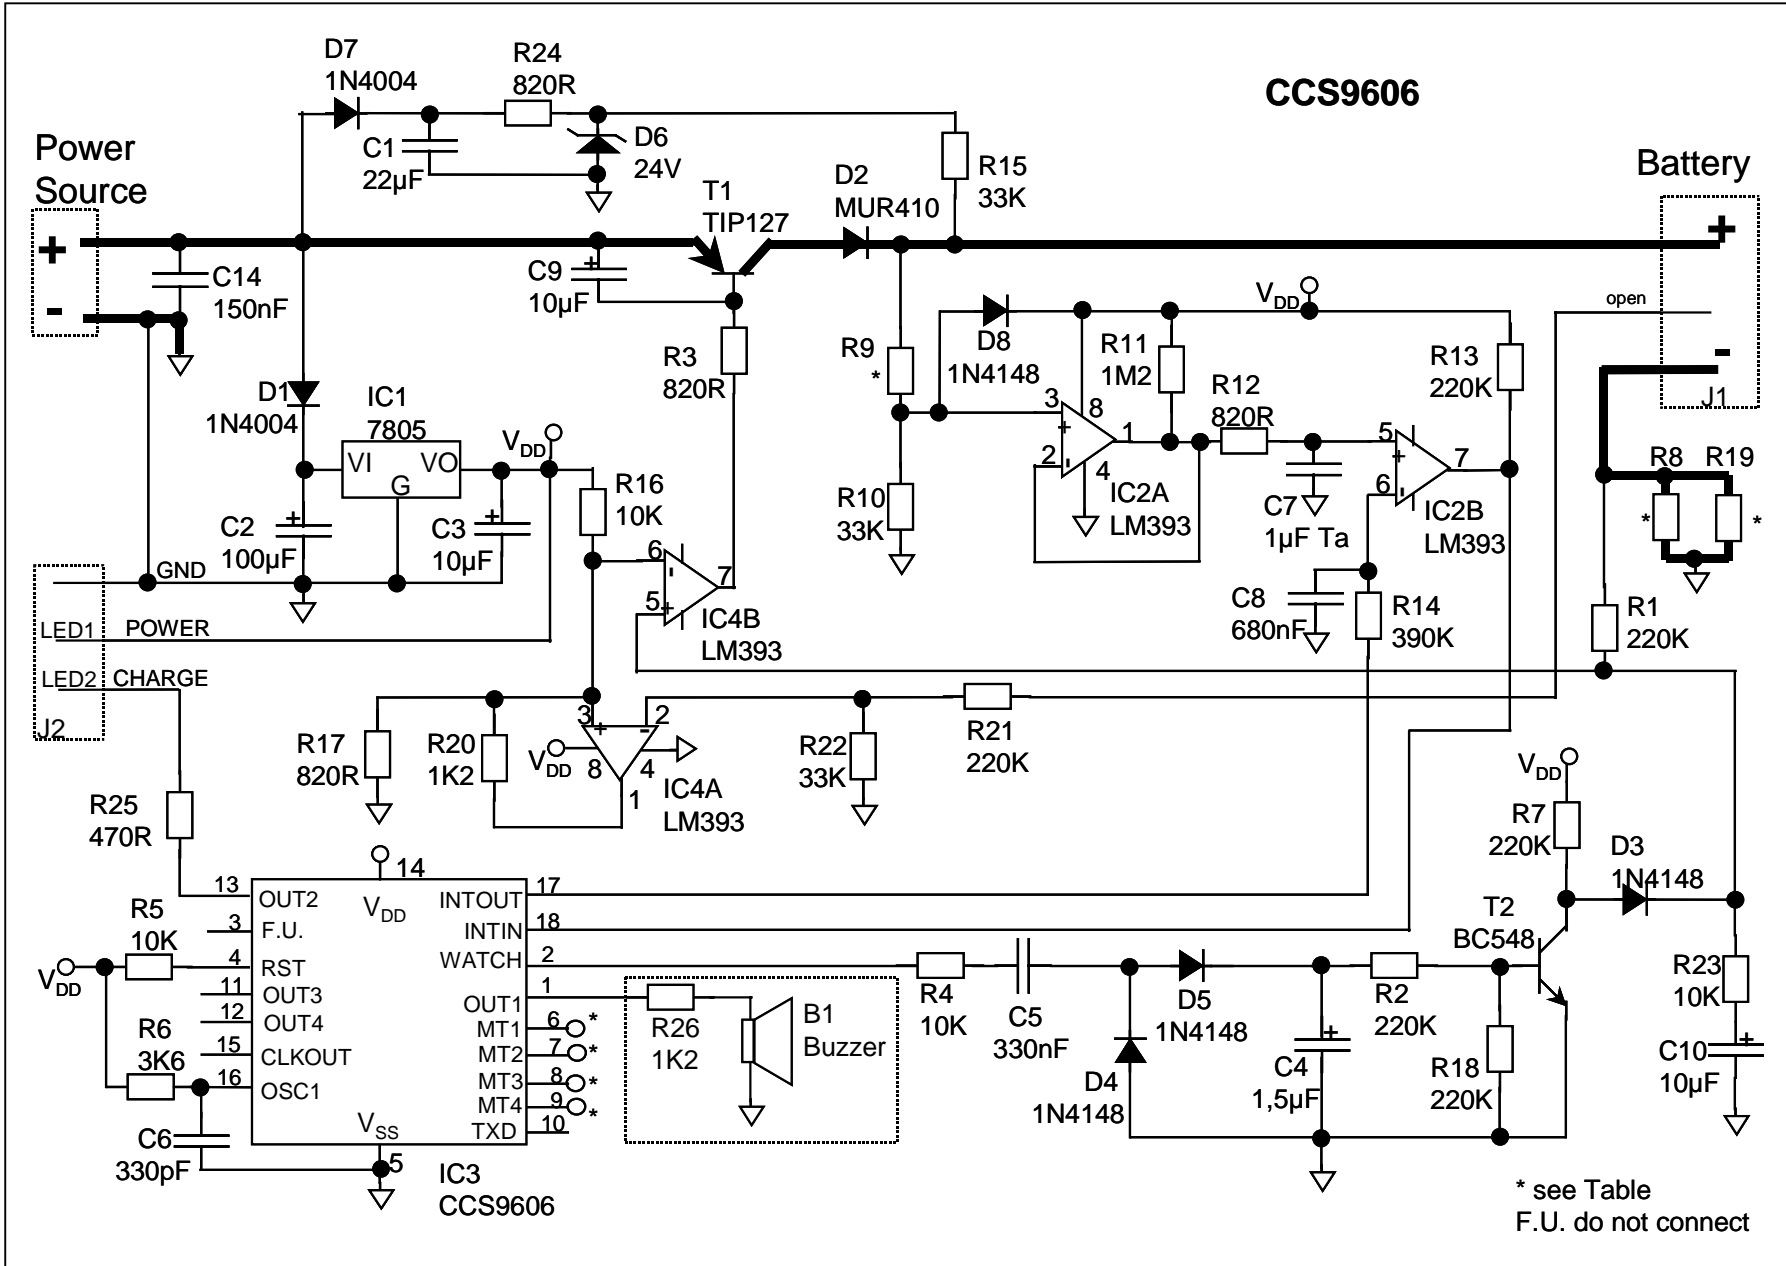 CCS9606
D7
1N4004
R24
820R
C1
22µF
D6
24V
Power
Source
+
-
C14
150nF
T1
TIP127
D2
MUR410
R15
33K
Battery
+
open
-
J1
C9
10µF
R3
820R
D1
1N4004
IC1
7805
VI
VO
G
VDD
C2
100µF
+
C3
10µF
+
R16
10K
GND
LED1
POWER
LED2
CHARGE
J2
6
-
5
+
7
IC4B
LM393
R9
*
R10
33K
D8
1N4148
VDD
R11
1M2
R12
820R
R13
220K
3
+
2
-
8
1
4
IC2A
LM393
C7
1µF Ta
5
+
6
-
7
IC2B
LM393
C8
680nF
R14
390K
R8
*
R19
*
R1
220K
R17
820R
R20
1K2
3
+
2
-
VDD
8
4
1
IC4A
LM393
R22
33K
R21
220K
R25
470R
14
VDD
13
OUT2
3
F.U.
4
RST
11
OUT3
12
OUT4
15
CLKOUT
16
OSC1
VSS
5
INTOUT
17
INTIN
18
WATCH
2
OUT1
1
MT1
6
*
MT2
7
*
MT3
8
*
MT4
9
*
TXD
10
IC3
CCS9606
R5
10K
VDD
R6
3K6
C6
330pF
R26
1K2
B1
Buzzer
R4
10K
C5
330nF
D5
1N4148
D4
1N4148
C4
1,5µF
+
R2
220K
R18
220K
T2
BC548
VDD
R7
220K
D3
1N4148
R23
10K
C10
10µF
+
* see Table
F.U. do not connect